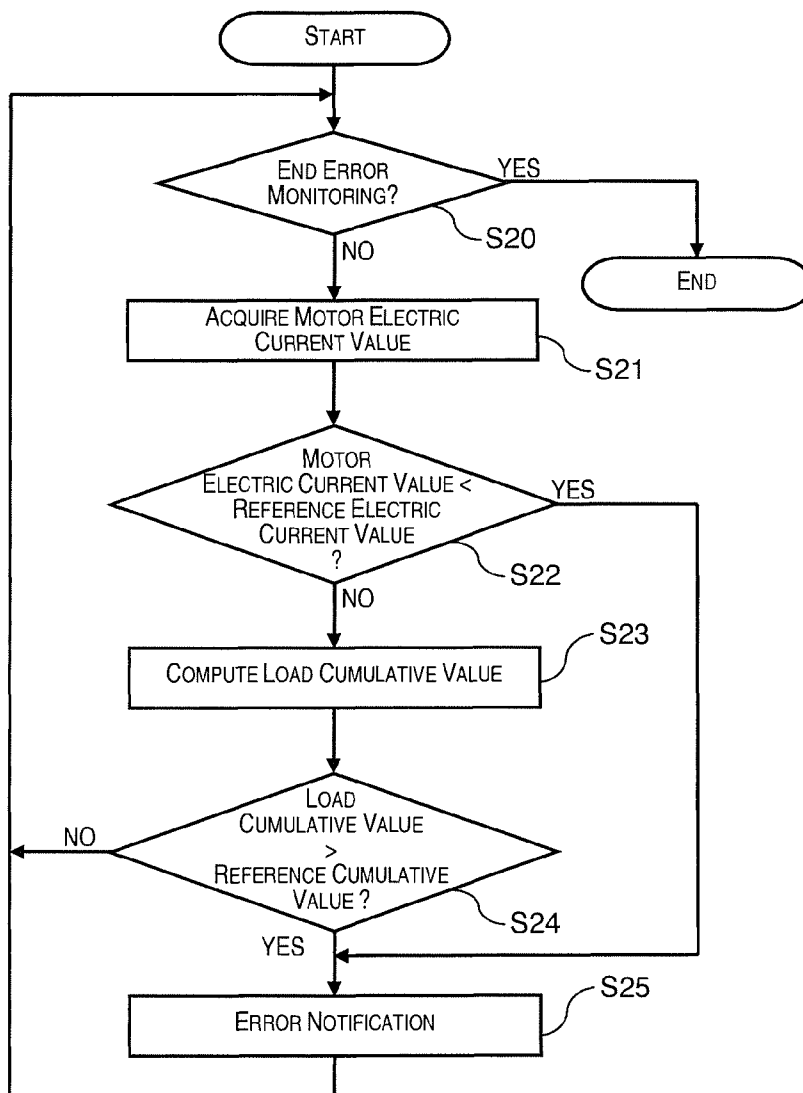 START
END ERROR
MONITORING?
YES
S20
NO
END
ACQUIRE MOTOR ELECTRIC
CURRENT VALUE
S21
MOTOR
ELECTRIC CURRENT VALUE <
REFERENCE ELECTRIC
CURRENT VALUE
?
YES
S22
NO
S23
COMPUTE LOAD CUMULATIVE VALUE
LOAD
CUMULATIVE VALUE
>
REFERENCE CUMULATIVE
VALUE ?
NO
S24
YES
S25
ERROR NOTIFICATION